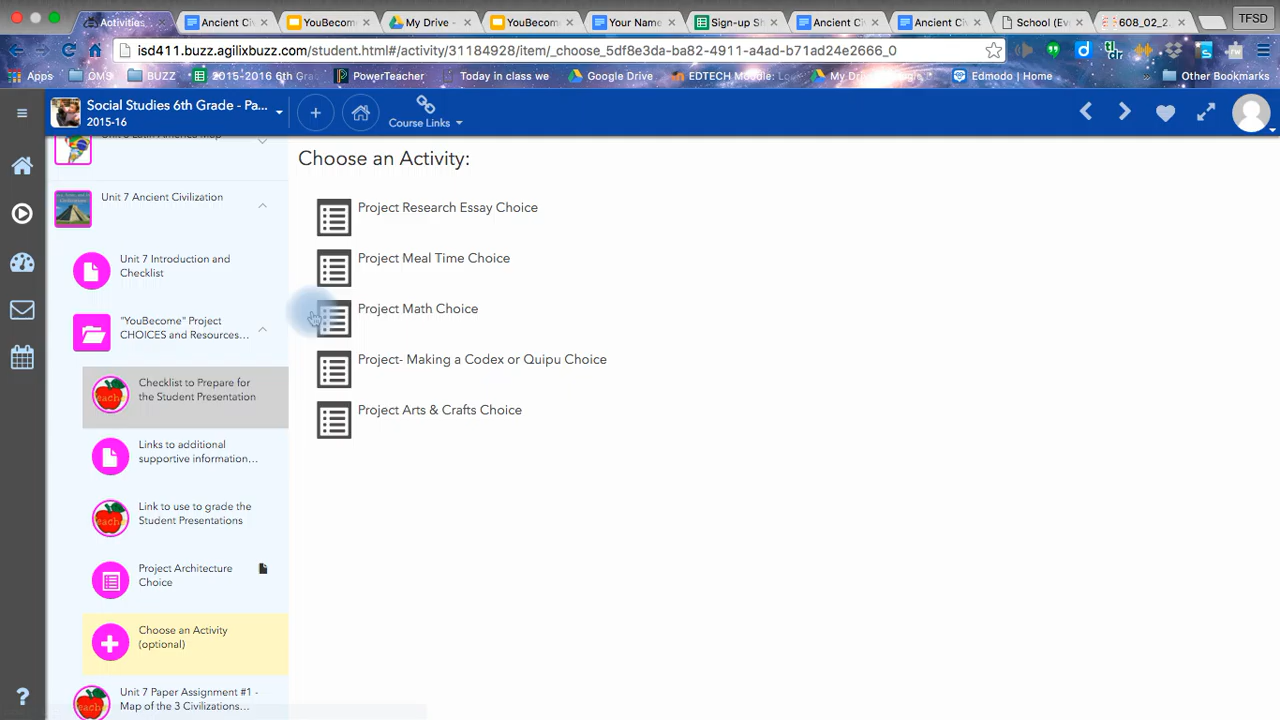 Activities
Ancient Civ
YouBecom
My Drive -
YouBecom
Your Name
Sign-up Sh
Ancient Ci
Ancient Ci
School (Ev
608_02_2
TFSD
isd411.buzz.agilixbuzz.com/student.html#/activity/31184928/item/_choose_5df8e3da-ba82-4911-a4ad-b71ad24e2666_0
Apps
OMS
BUZZ
2015-2016 6th Gra
PowerTeacher
Today in class we
Google Drive
EDTECH Moodle: Lo
My Drive
Edmodo | Home
»
Other Bookmarks
Social Studies 6th Grade - Pa...
2015-16
Course Links
Unit 7 Ancient Civilization
Unit 7 Introduction and
Checklist
"YouBecome" Project
CHOICES and Resources...
Checklist to Prepare for
the Student Presentation
Links to additional
supportive information...
Link to use to grade the
Student Presentations
Project Architecture
Choice
Choose an Activity
(optional)
Unit 7 Paper Assignment #1 -
Map of the 3 Civilizations...
Choose an Activity:
Project Research Essay Choice
Project Meal Time Choice
Project Math Choice
Project- Making a Codex or Quipu Choice
Project Arts & Crafts Choice